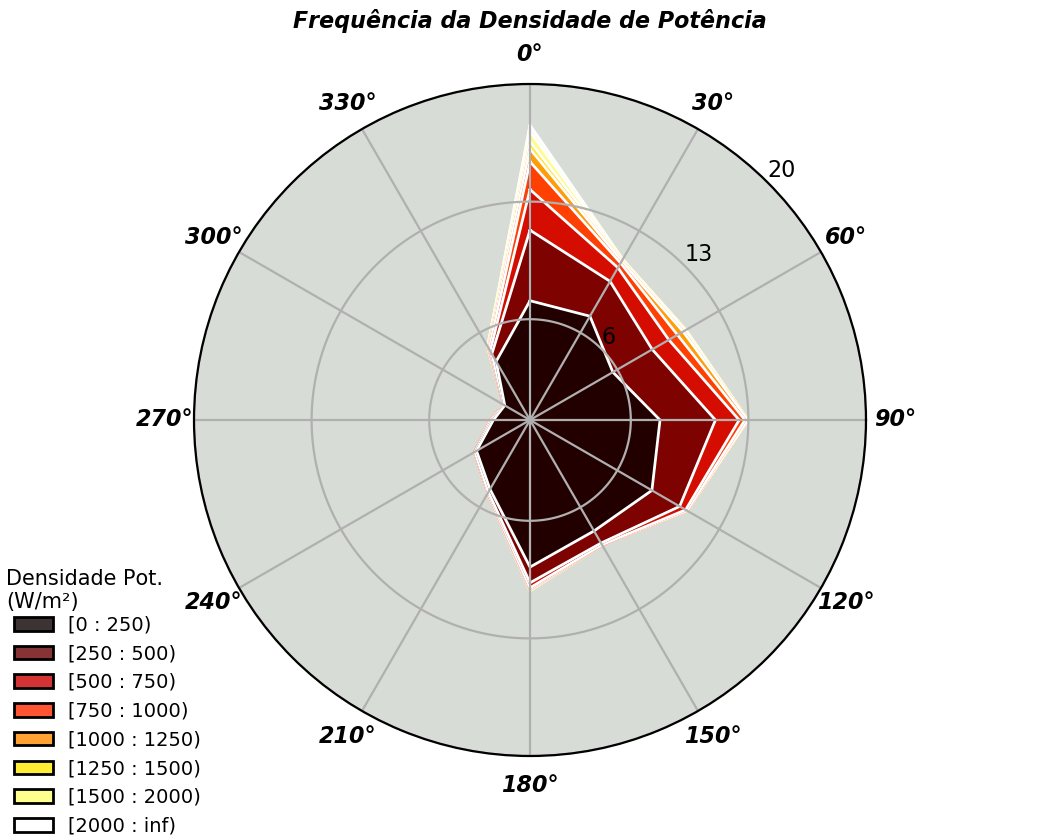 Frequência da Densidade de Potência
0°
330°
30°
20
300°
60°
13
6
270°
90°
240°
120°
210°
150°
180°
Densidade Pot.
(W/m²)
[0 : 250)
[250 : 500)
[500 : 750)
[750 : 1000)
[1000 : 1250)
[1250 : 1500)
[1500 : 2000)
[2000 : inf)